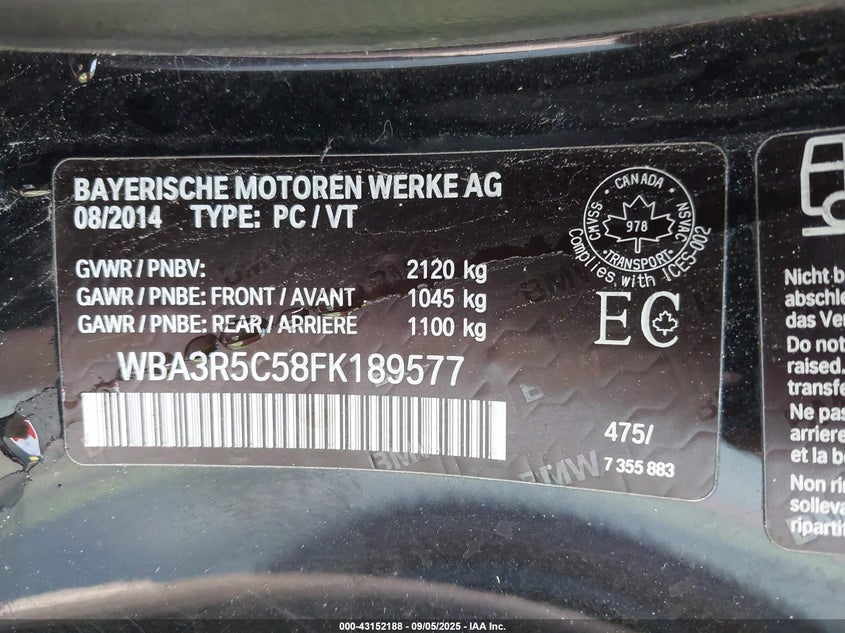 BAYERISCHE MOTOREN WERKE AG
08/2014 TYPE: PC / VT
GVWR / PNBV: 2120 kg
GAWR / PNBE: FRONT / AVANT 1045 kg
GAWR / PNBE: REAR / ARRIERE 1100 kg
WBA3R5C58FK189577
475/
7 355 883
CANADA
CMVSS
NSVAC
978
TRANSPORT
Complies with ICES-002
EC
Nicht b
abschle
das Ve
Do not
raised.
transfe
Ne pas
arriere
et la b
Non ri
solleva
ripartir
BMW
000-43152188 - 09/05/2025 - IAA Inc.